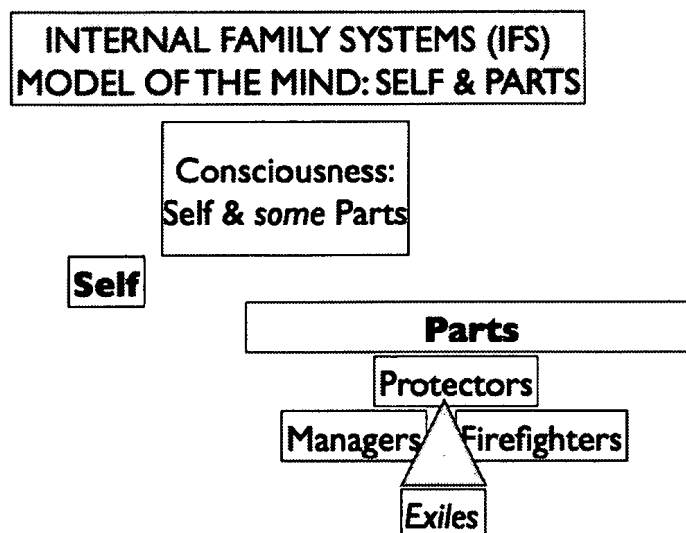 INTERNAL FAMILY SYSTEMS (IFS)
MODEL OF THE MIND: SELF & PARTS
Consciousness:
Self & some Parts
Self
Parts
Protectors
Managers Firefighters
Exiles